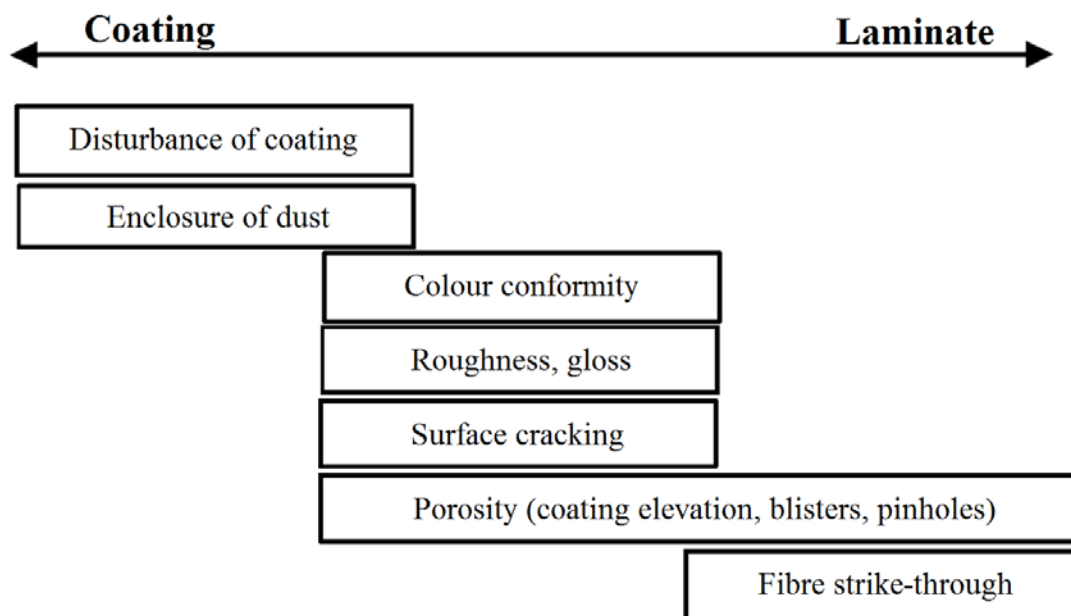 Coating Laminate
Disturbance of coating
Enclosure of dust
Colour conformity
Roughness, gloss
Surface cracking
Porosity (coating elevation, blisters, pinholes)
Fibre strike-through